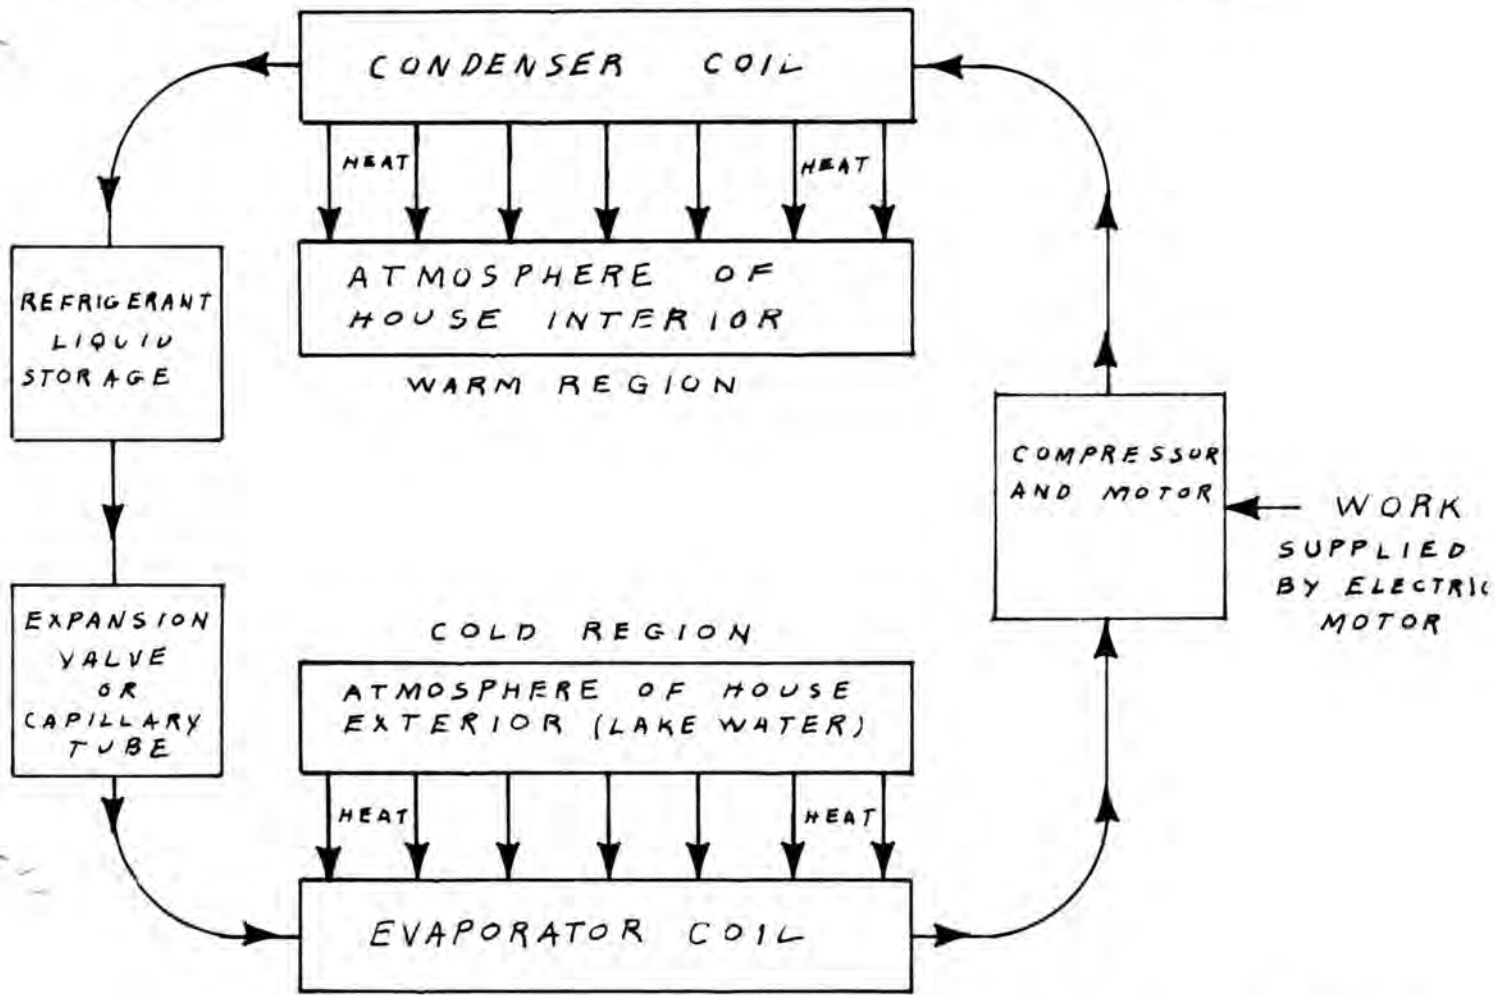 CONDENSER COIL
HEAT
HEAT
ATMOSPHERE OF
HOUSE INTERIOR
WARM REGION
REFRIGERANT
LIQUID
STORAGE
COMPRESSOR
AND MOTOR
WORK
SUPPLIED
BY ELECTRIC
MOTOR
EXPANSION
VALVE
OR
CAPILLARY
TUBE
COLD REGION
ATMOSPHERE OF HOUSE
EXTERIOR (LAKE WATER)
HEAT
HEAT
EVAPORATOR COIL